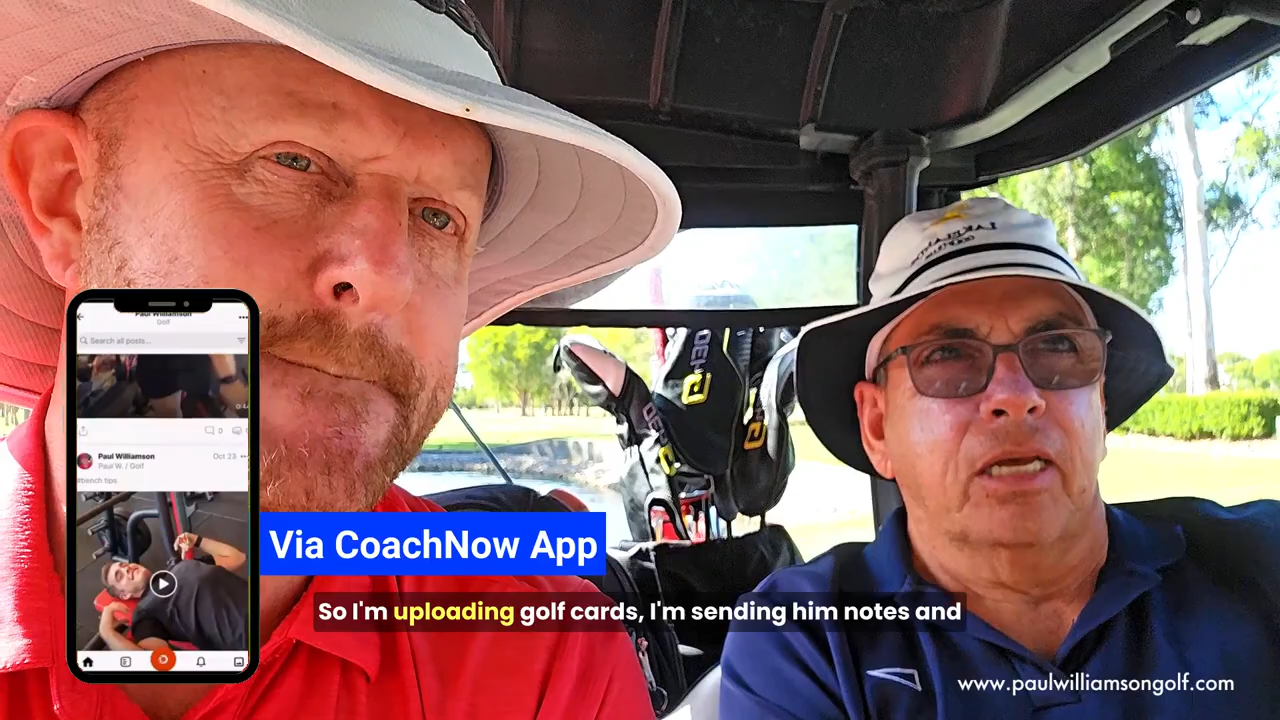 Paul Williamson
Golf
Search all posts...
0
Paul Williamson
Oct 23
Paul W. / Golf
#bench tips
Via CoachNow App
So I'm uploading golf cards, I'm sending him notes and
www.paulwilliamsongolf.com